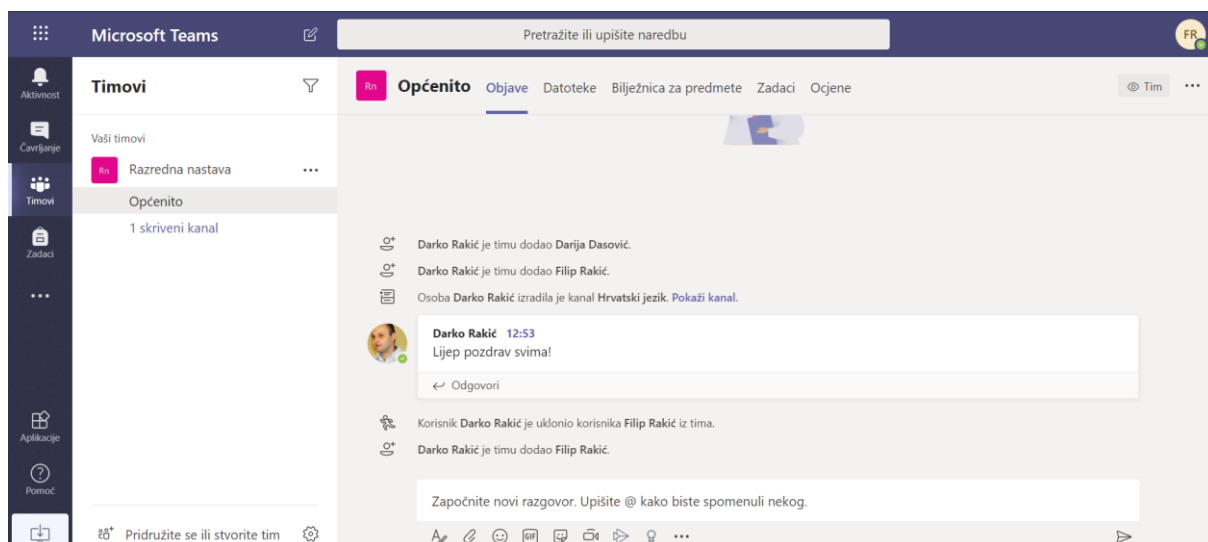 Microsoft Teams
Pretražite ili upišite naredbu
FR
Aktivnost
Čavrljanje
Timovi
Zadaci
Aplikacije
Pomoć
Timovi
Vaši timovi
Rn Razredna nastava
Općenito
1 skriveni kanal
Pridružite se ili stvorite tim
Rn Općenito Objave Datoteke Bilježnica za predmete Zadaci Ocjene
Tim
Darko Rakić je timu dodao Darija Dasović.
Darko Rakić je timu dodao Filip Rakić.
Osoba Darko Rakić izradila je kanal Hrvatski jezik. Pokaži kanal.
Darko Rakić 12:53
Lijep pozdrav svima!
Odgovori
Korisnik Darko Rakić je uklonio korisnika Filip Rakić iz tima.
Darko Rakić je timu dodao Filip Rakić.
Započnite novi razgovor. Upišite @ kako biste spomenuli nekog.
GIF